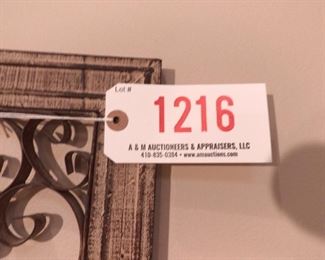 Lot #
1216
A & M AUCTIONEERS & APPRAISERS, LLC
410-835-0384 • www.amauctions.com